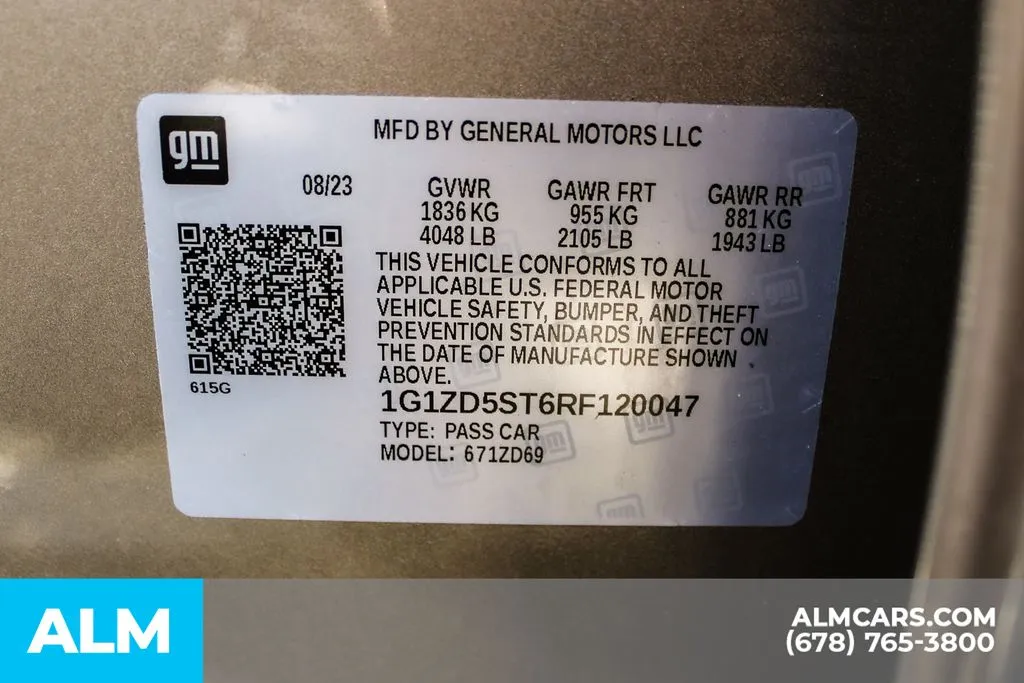 gm
MFD BY GENERAL MOTORS LLC
08/23 GVWR GAWR FRT GAWR RR
1836 KG 955 KG 881 KG
4048 LB 2105 LB 1943 LB
THIS VEHICLE CONFORMS TO ALL
APPLICABLE U.S. FEDERAL MOTOR
VEHICLE SAFETY, BUMPER, AND THEFT
PREVENTION STANDARDS IN EFFECT ON
THE DATE OF MANUFACTURE SHOWN
ABOVE.
615G
1G1ZD5ST6RF120047
TYPE: PASS CAR
MODEL: 671ZD69
ALM
ALMCARS.COM
(678) 765-3800